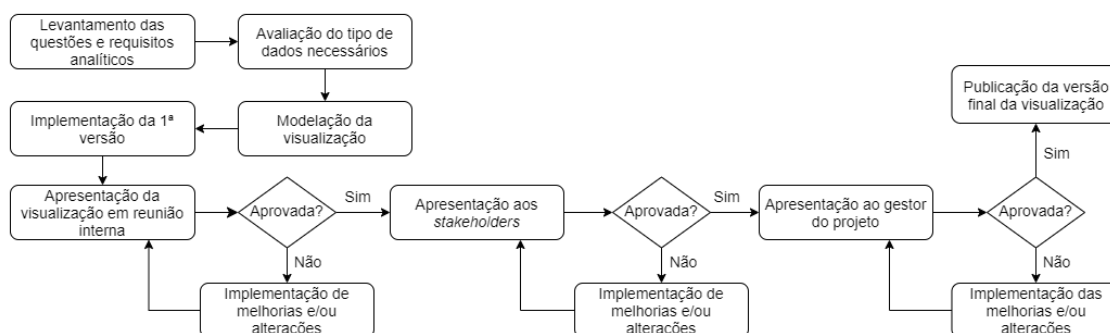 Levantamento das
questões e requisitos
analíticos
Avaliação do tipo de
dados necessários
Modelação da
visualização
Implementação da 1ª
versão
Apresentação da
visualização em reunião
interna
Aprovada?
Sim
Não
Implementação de
melhorias e/ou
alterações
Apresentação aos
stakeholders
Aprovada?
Sim
Não
Implementação de
melhorias e/ou
alterações
Apresentação ao gestor
do projeto
Aprovada?
Sim
Não
Implementação das
melhorias e/ou
alterações
Publicação da versão
final da visualização